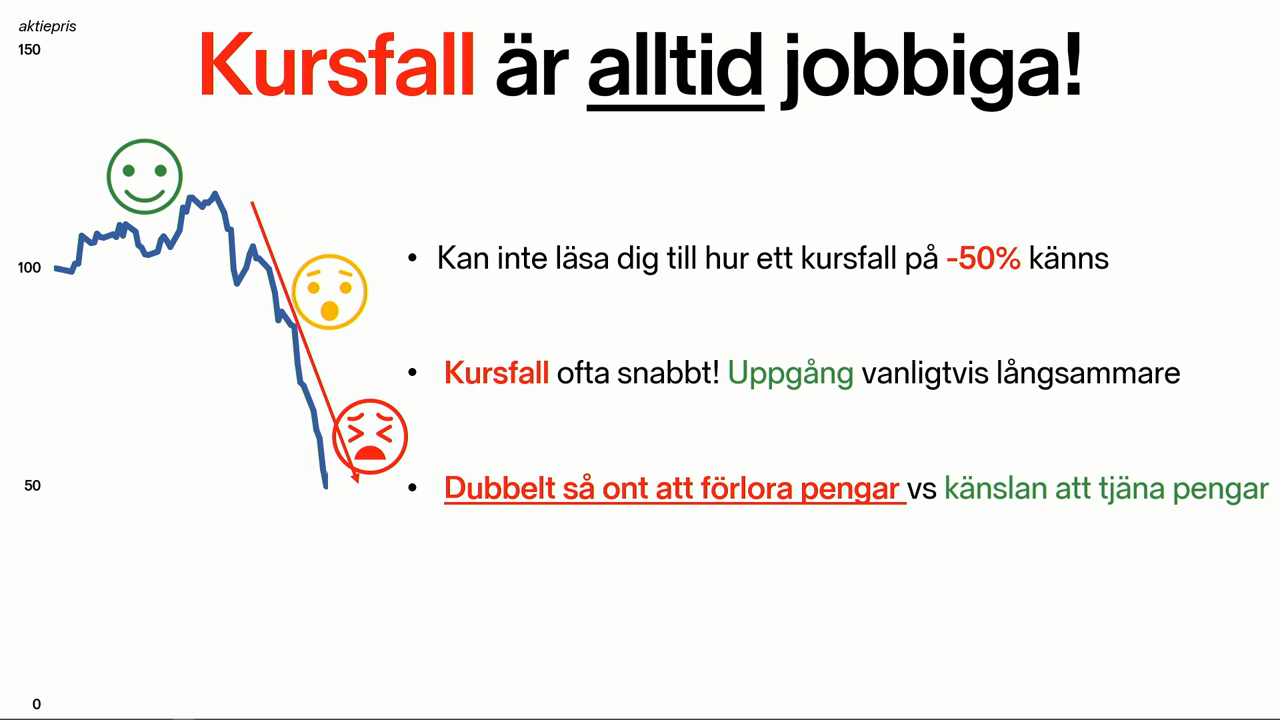 aktiepris
150
Kursfall är alltid jobbiga!
100
• Kan inte läsa dig till hur ett kursfall på -50% känns
• Kursfall ofta snabbt! Uppgång vanligtvis långsammare
50
• Dubbelt så ont att förlora pengar vs känslan att tjäna pengar
0